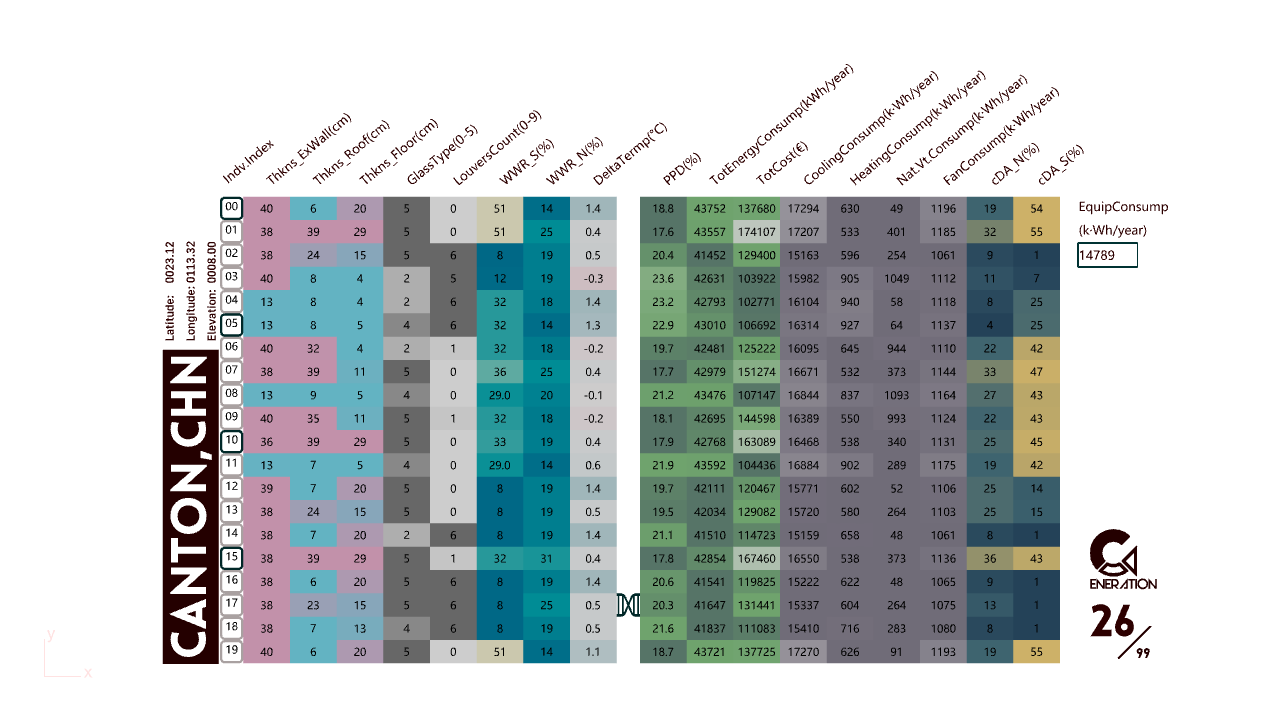 Indv.Index Thkns_ExWall(cm) Thkns_Roof(cm) Thkns_Floor(cm) GlassType(0-5) LouversCount(0-9) WWR_S(%) WWR_N(%) DeltaTermp(°C) PPD(%) TotEnergyConsump(kWh/year) TotCost(€) CoolingConsump(k·Wh/year) HeatingConsump(k·Wh/year) Nat.Vt.Consump(k·Wh/year) FanConsump(k·Wh/year) cDA_N(%) cDA_S(%)
00 40 6 20 5 0 51 14 1.4 18.8 43752 137680 17294 630 49 1196 19 54
01 38 39 29 5 0 51 25 0.4 17.6 43557 174107 17207 533 401 1185 32 55
02 38 24 15 5 6 8 19 0.5 20.4 41452 129400 15163 596 254 1061 9 1
03 40 8 4 2 5 12 19 -0.3 23.6 42631 103922 15982 905 1049 1112 11 7
04 13 8 4 2 6 32 18 1.4 23.2 42793 102771 16104 940 58 1118 8 25
05 13 8 5 4 6 32 14 1.3 22.9 43010 106692 16314 927 64 1137 4 25
06 40 32 4 2 1 32 18 -0.2 19.7 42481 125222 16095 645 944 1110 22 42
07 38 39 11 5 0 36 25 0.4 17.7 42979 151274 16671 532 373 1144 33 47
08 13 9 5 4 0 29.0 20 -0.1 21.2 43476 107147 16844 837 1093 1164 27 43
09 40 35 11 5 1 32 18 -0.2 18.1 42695 144598 16389 550 993 1124 22 43
10 36 39 29 5 0 33 19 0.4 17.9 42768 163089 16468 538 340 1131 25 45
11 13 7 5 4 0 29.0 14 0.6 21.9 43592 104436 16884 902 289 1175 19 42
12 39 7 20 5 0 8 19 1.4 19.7 42111 120467 15771 602 52 1106 25 14
13 38 24 15 5 0 8 19 0.5 19.5 42034 129082 15720 580 264 1103 25 15
14 38 7 20 2 6 8 19 1.4 21.1 41510 114723 15159 658 48 1061 8 1
15 38 39 29 5 1 32 31 0.4 17.8 42854 167460 16550 538 373 1136 36 43
16 38 6 20 5 6 8 19 1.4 20.6 41541 119825 15222 622 48 1065 9 1
17 38 23 15 5 6 8 25 0.5 20.3 41647 131441 15337 604 264 1075 13 1
18 38 7 13 4 6 8 19 0.5 21.6 41837 111083 15410 716 283 1080 8 1
19 40 6 20 5 0 51 14 1.1 18.7 43721 137725 17270 626 91 1193 19 55
Latitude: 0023.12
Longitude: 0113.32
Elevation: 0008.00
CANTON,CHN
EquipConsump
(k·Wh/year)
14789
ENERATION
26/99
y
x